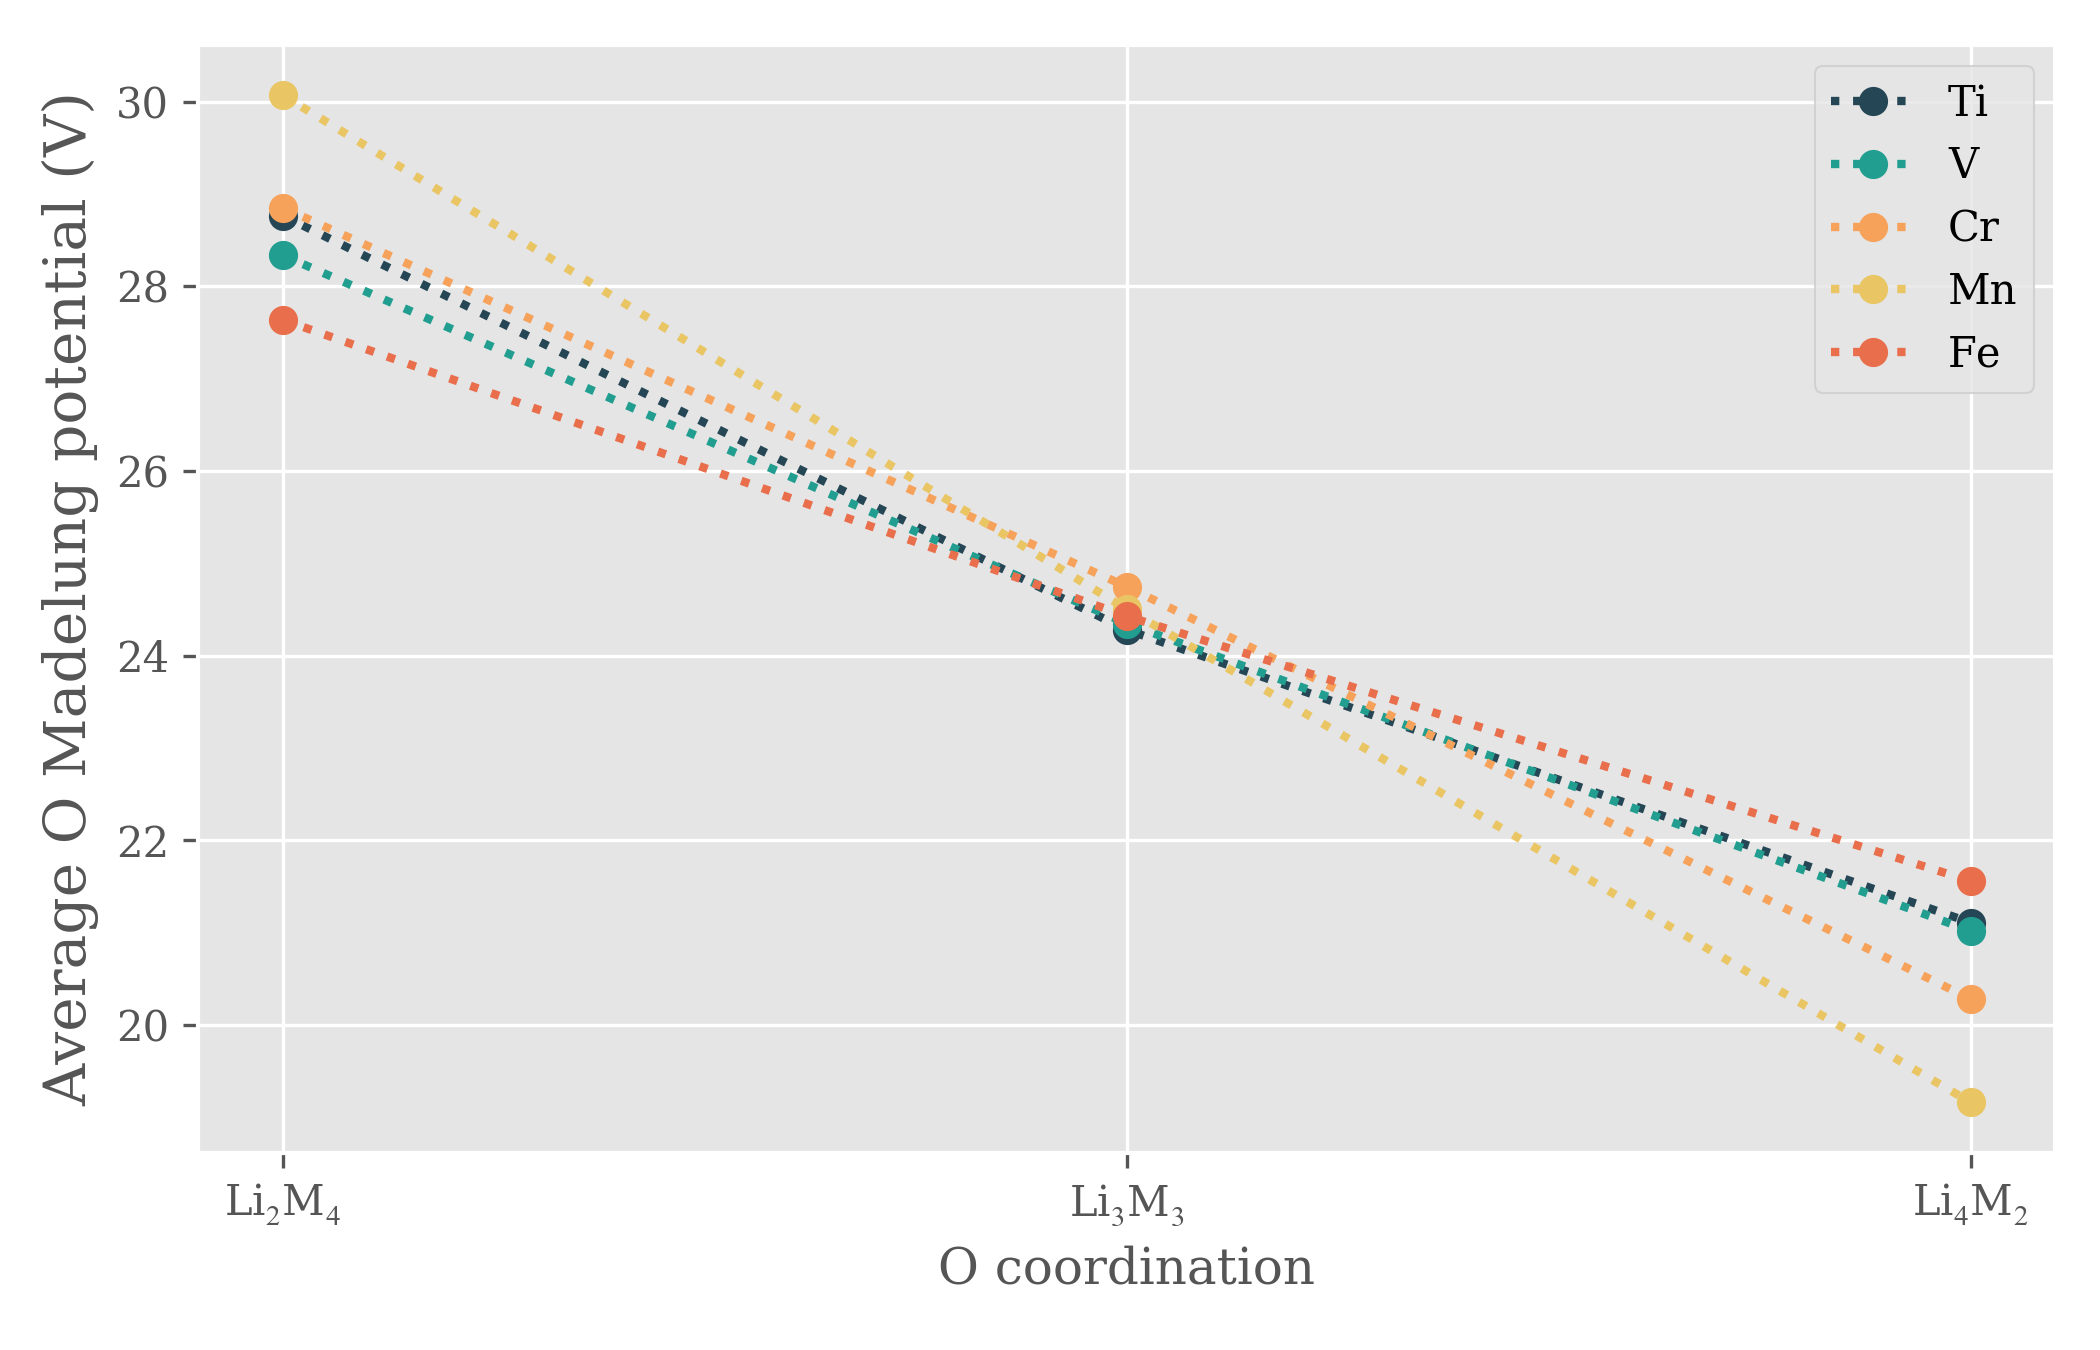 Average O Madelung potential (V)
30
28
26
24
22
20
Ti
V
Cr
Mn
Fe
Li₂M₄
Li₃M₃
Li₄M₂
O coordination